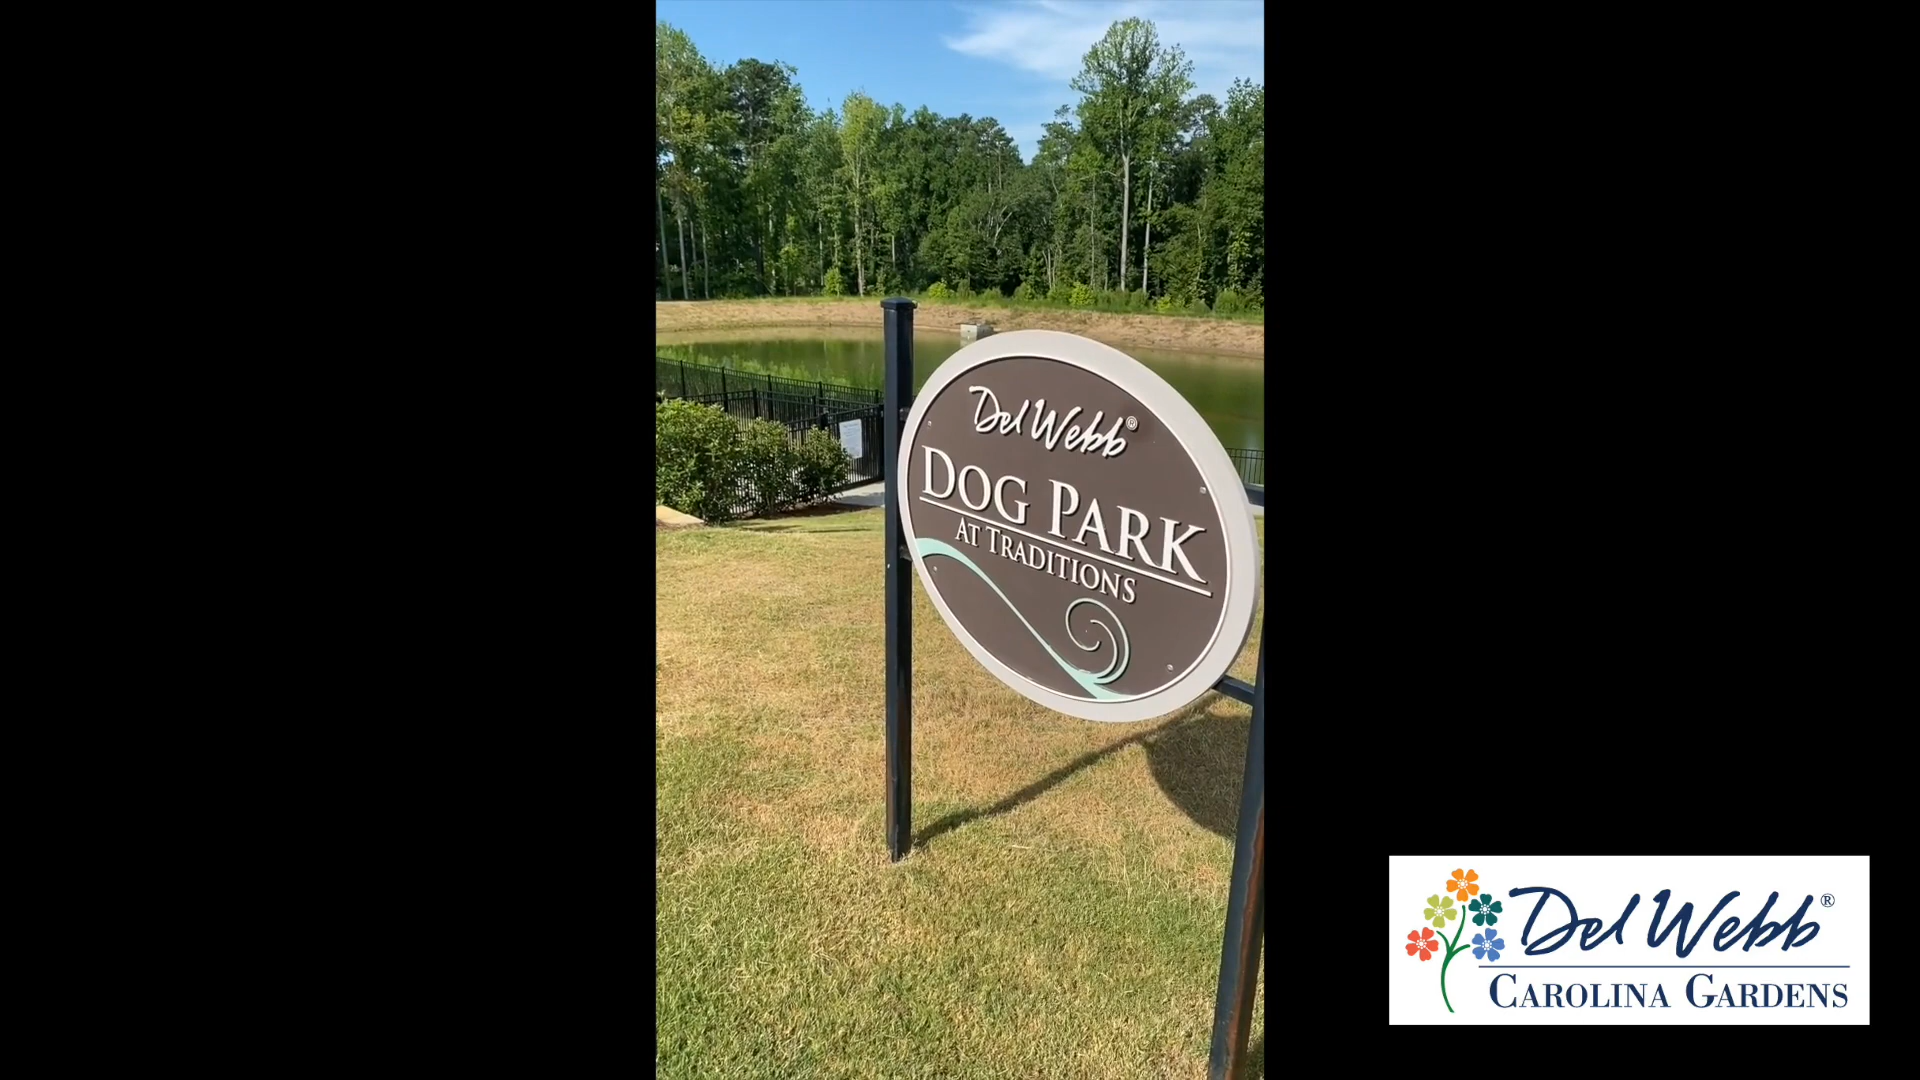 Del Webb®
DOG PARK
AT TRADITIONS
Del Webb®
CAROLINA GARDENS